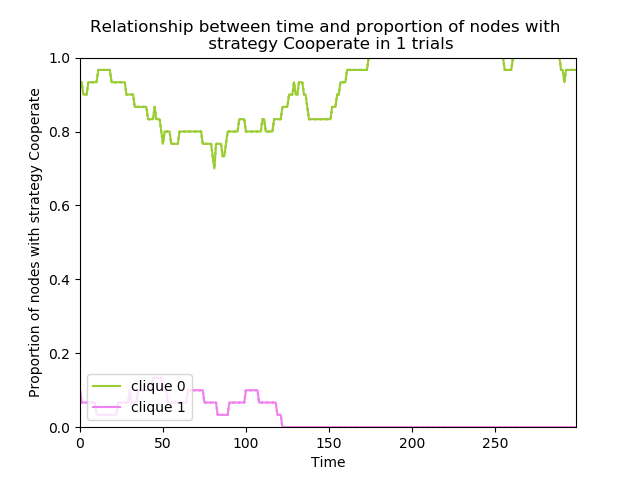 Relationship between time and proportion of nodes with
strategy Cooperate in 1 trials
Proportion of nodes with strategy Cooperate
1.0
0.8
0.6
0.4
0.2
0.0
clique 0
clique 1
0 50 100 150 200 250
Time